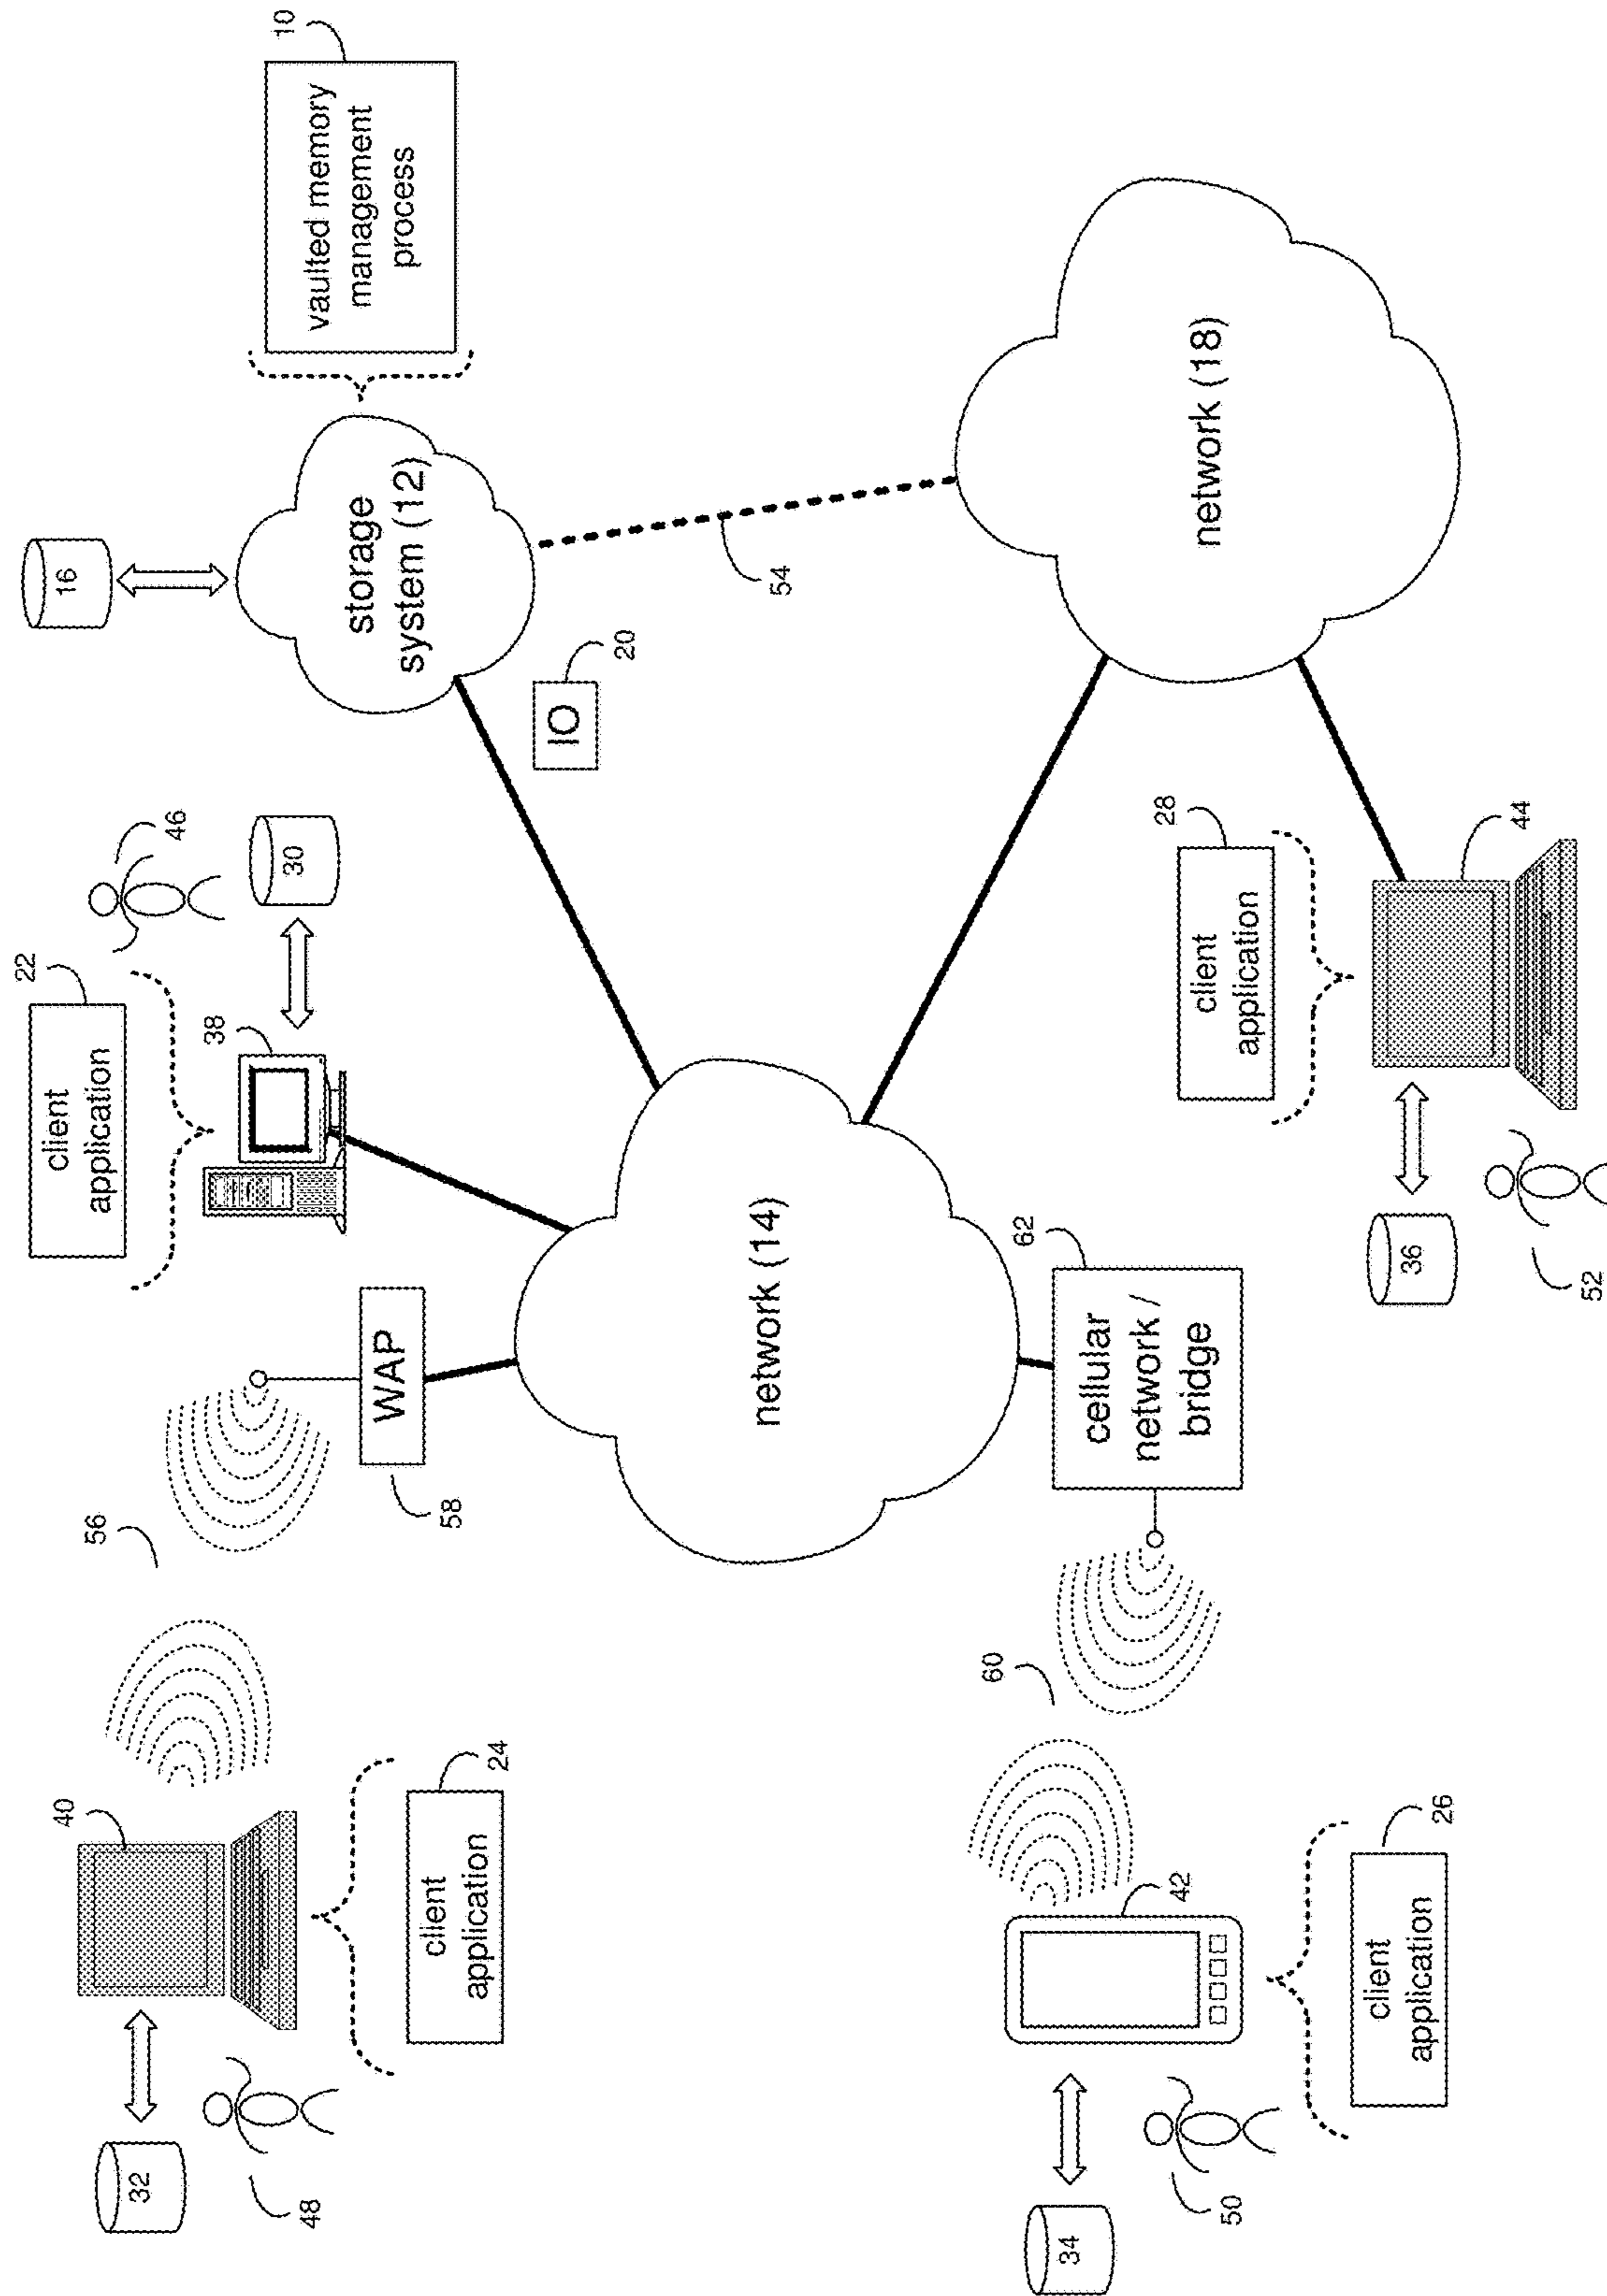 32
40
48
client
application
24
56
WAP
58
client
application
22
38
46
30
16
storage
system (12)
IO
20
vaulted memory
management
process
10
network (14)
54
network (18)
34
50
42
client
application
26
60
cellular
network /
bridge
62
client
application
28
36
52
44